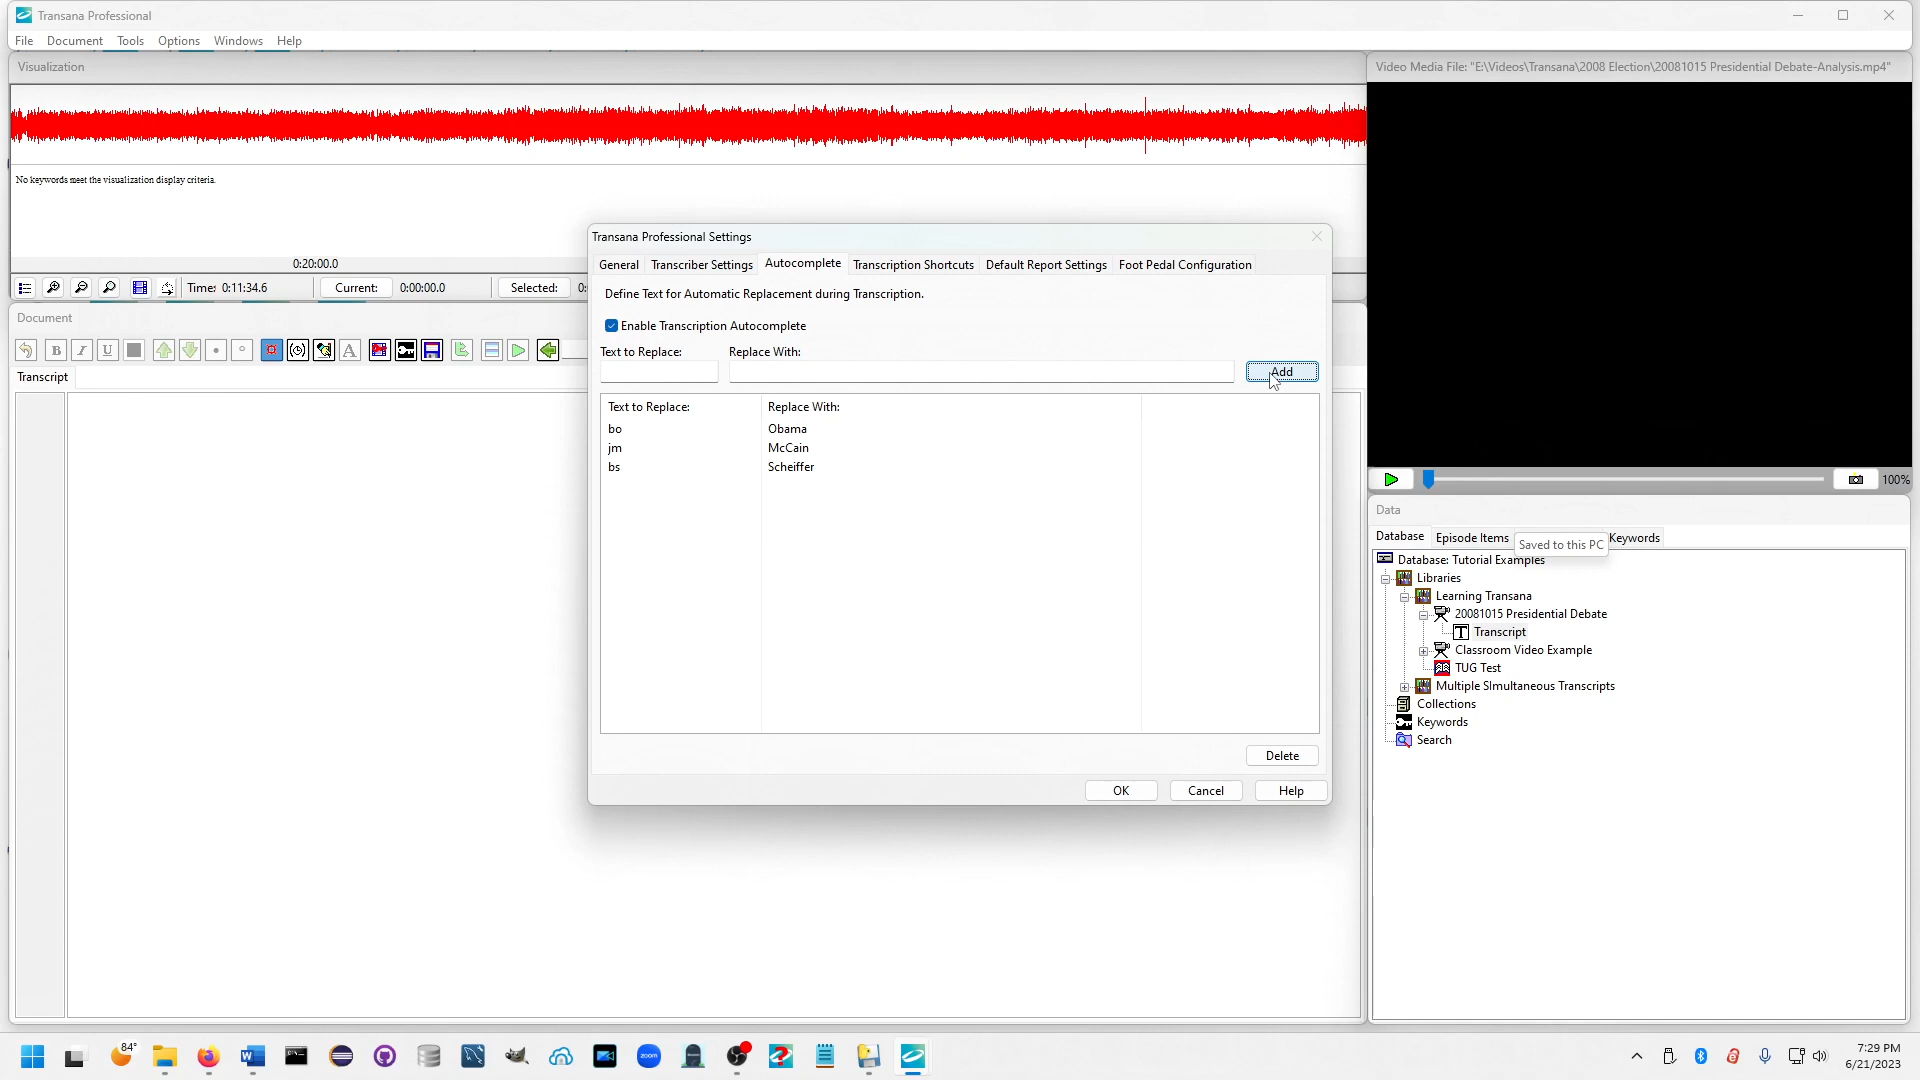 Transana Professional
File Document Tools Options Windows Help
Visualization
Video Media File: "E:\Videos\Transana\2008 Election\20081015 Presidential Debate-Analysis.mp4"
No keywords meet the visualization display criteria.
0:20:00.0
Time: 0:11:34.6 Current: 0:00:00.0 Selected: 0:
Document
Transcript
Transana Professional Settings
General Transcriber Settings Autocomplete Transcription Shortcuts Default Report Settings Foot Pedal Configuration
Define Text for Automatic Replacement during Transcription.
Enable Transcription Autocomplete
Text to Replace: Replace With:
Add
Text to Replace: Replace With:
bo Obama
jm McCain
bs Scheiffer
Delete
OK Cancel Help
100%
Data
Database Episode Items Keywords
Saved to this PC
Database: Tutorial Examples
Libraries
Learning Transana
20081015 Presidential Debate
Transcript
Classroom Video Example
TUG Test
Multiple SImultaneous Transcripts
Collections
Keywords
Search
84°
zoom
7:29 PM
6/21/2023